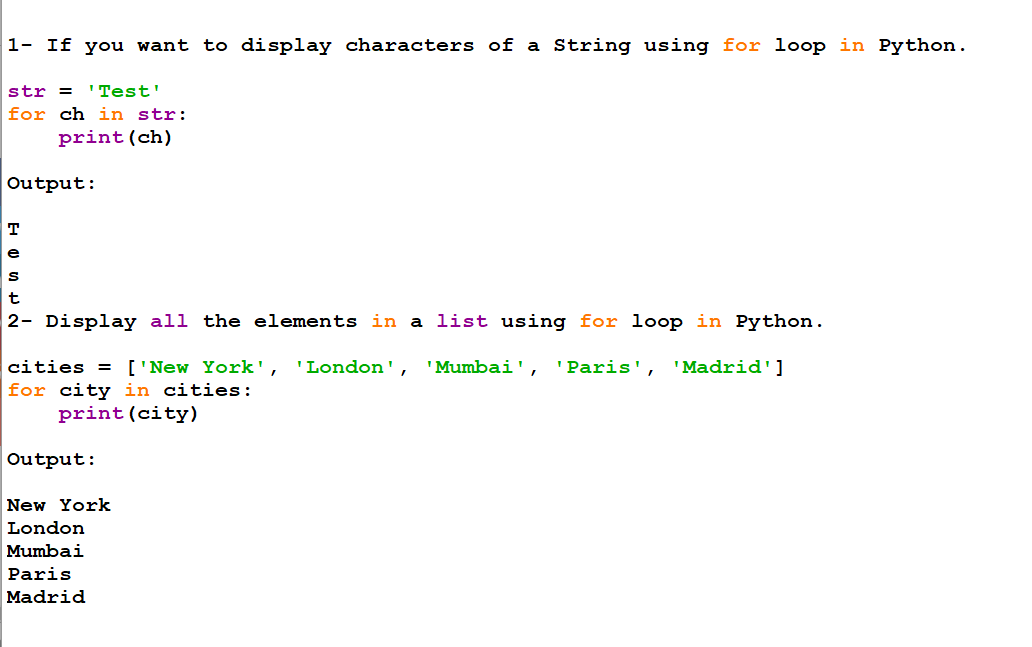 1- If you want to display characters of a String using for loop in Python.
str = 'Test'
for ch in str:
    print(ch)
Output:
T
e
s
t
2- Display all the elements in a list using for loop in Python.
cities = ['New York', 'London', 'Mumbai', 'Paris', 'Madrid']
for city in cities:
    print(city)
Output:
New York
London
Mumbai
Paris
Madrid